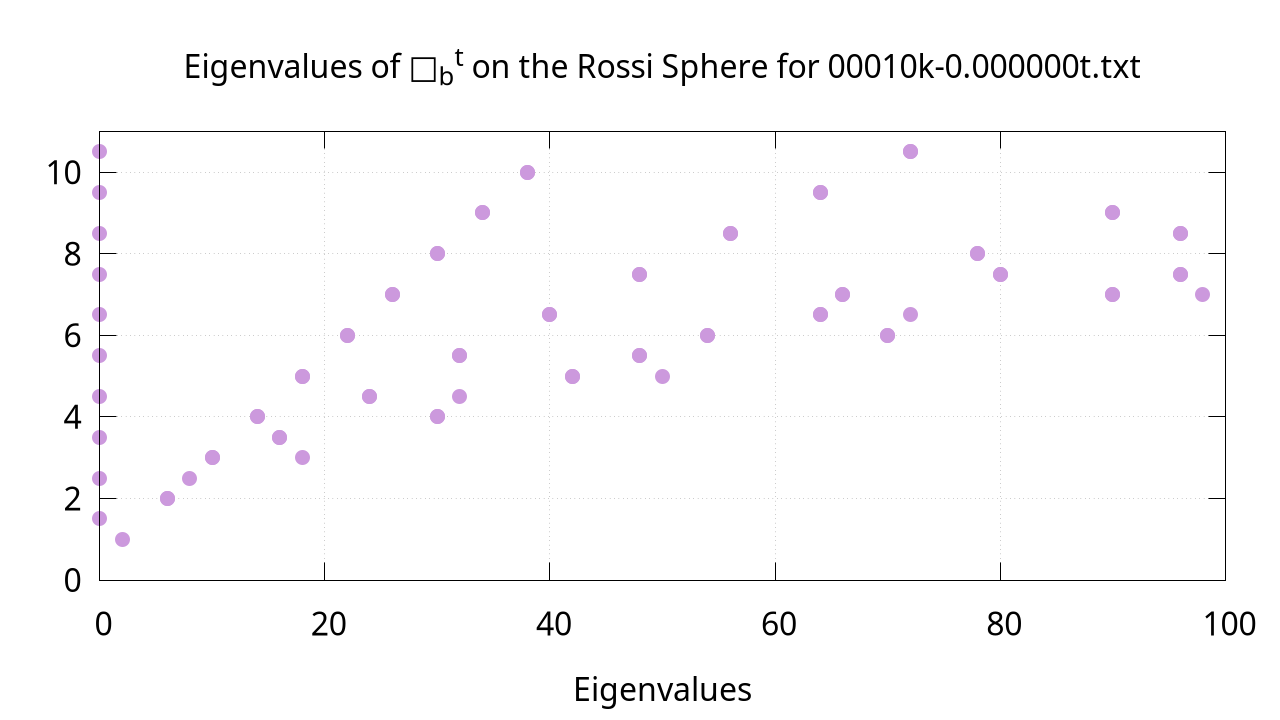 Eigenvalues of □b^t on the Rossi Sphere for 00010k-0.000000t.txt
10
8
6
4
2
0
0 20 40 60 80 100
Eigenvalues